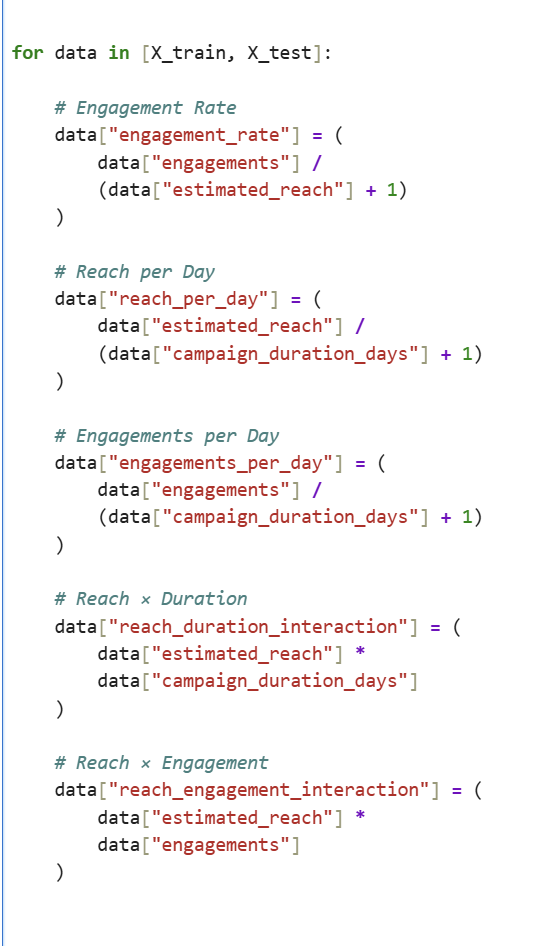 for data in [X_train, X_test]:
# Engagement Rate
data["engagement_rate"] = (
data["engagements"] /
(data["estimated_reach"] + 1)
)
# Reach per Day
data["reach_per_day"] = (
data["estimated_reach"] /
(data["campaign_duration_days"] + 1)
)
# Engagements per Day
data["engagements_per_day"] = (
data["engagements"] /
(data["campaign_duration_days"] + 1)
)
# Reach × Duration
data["reach_duration_interaction"] = (
data["estimated_reach"] *
data["campaign_duration_days"]
)
# Reach × Engagement
data["reach_engagement_interaction"] = (
data["estimated_reach"] *
data["engagements"]
)